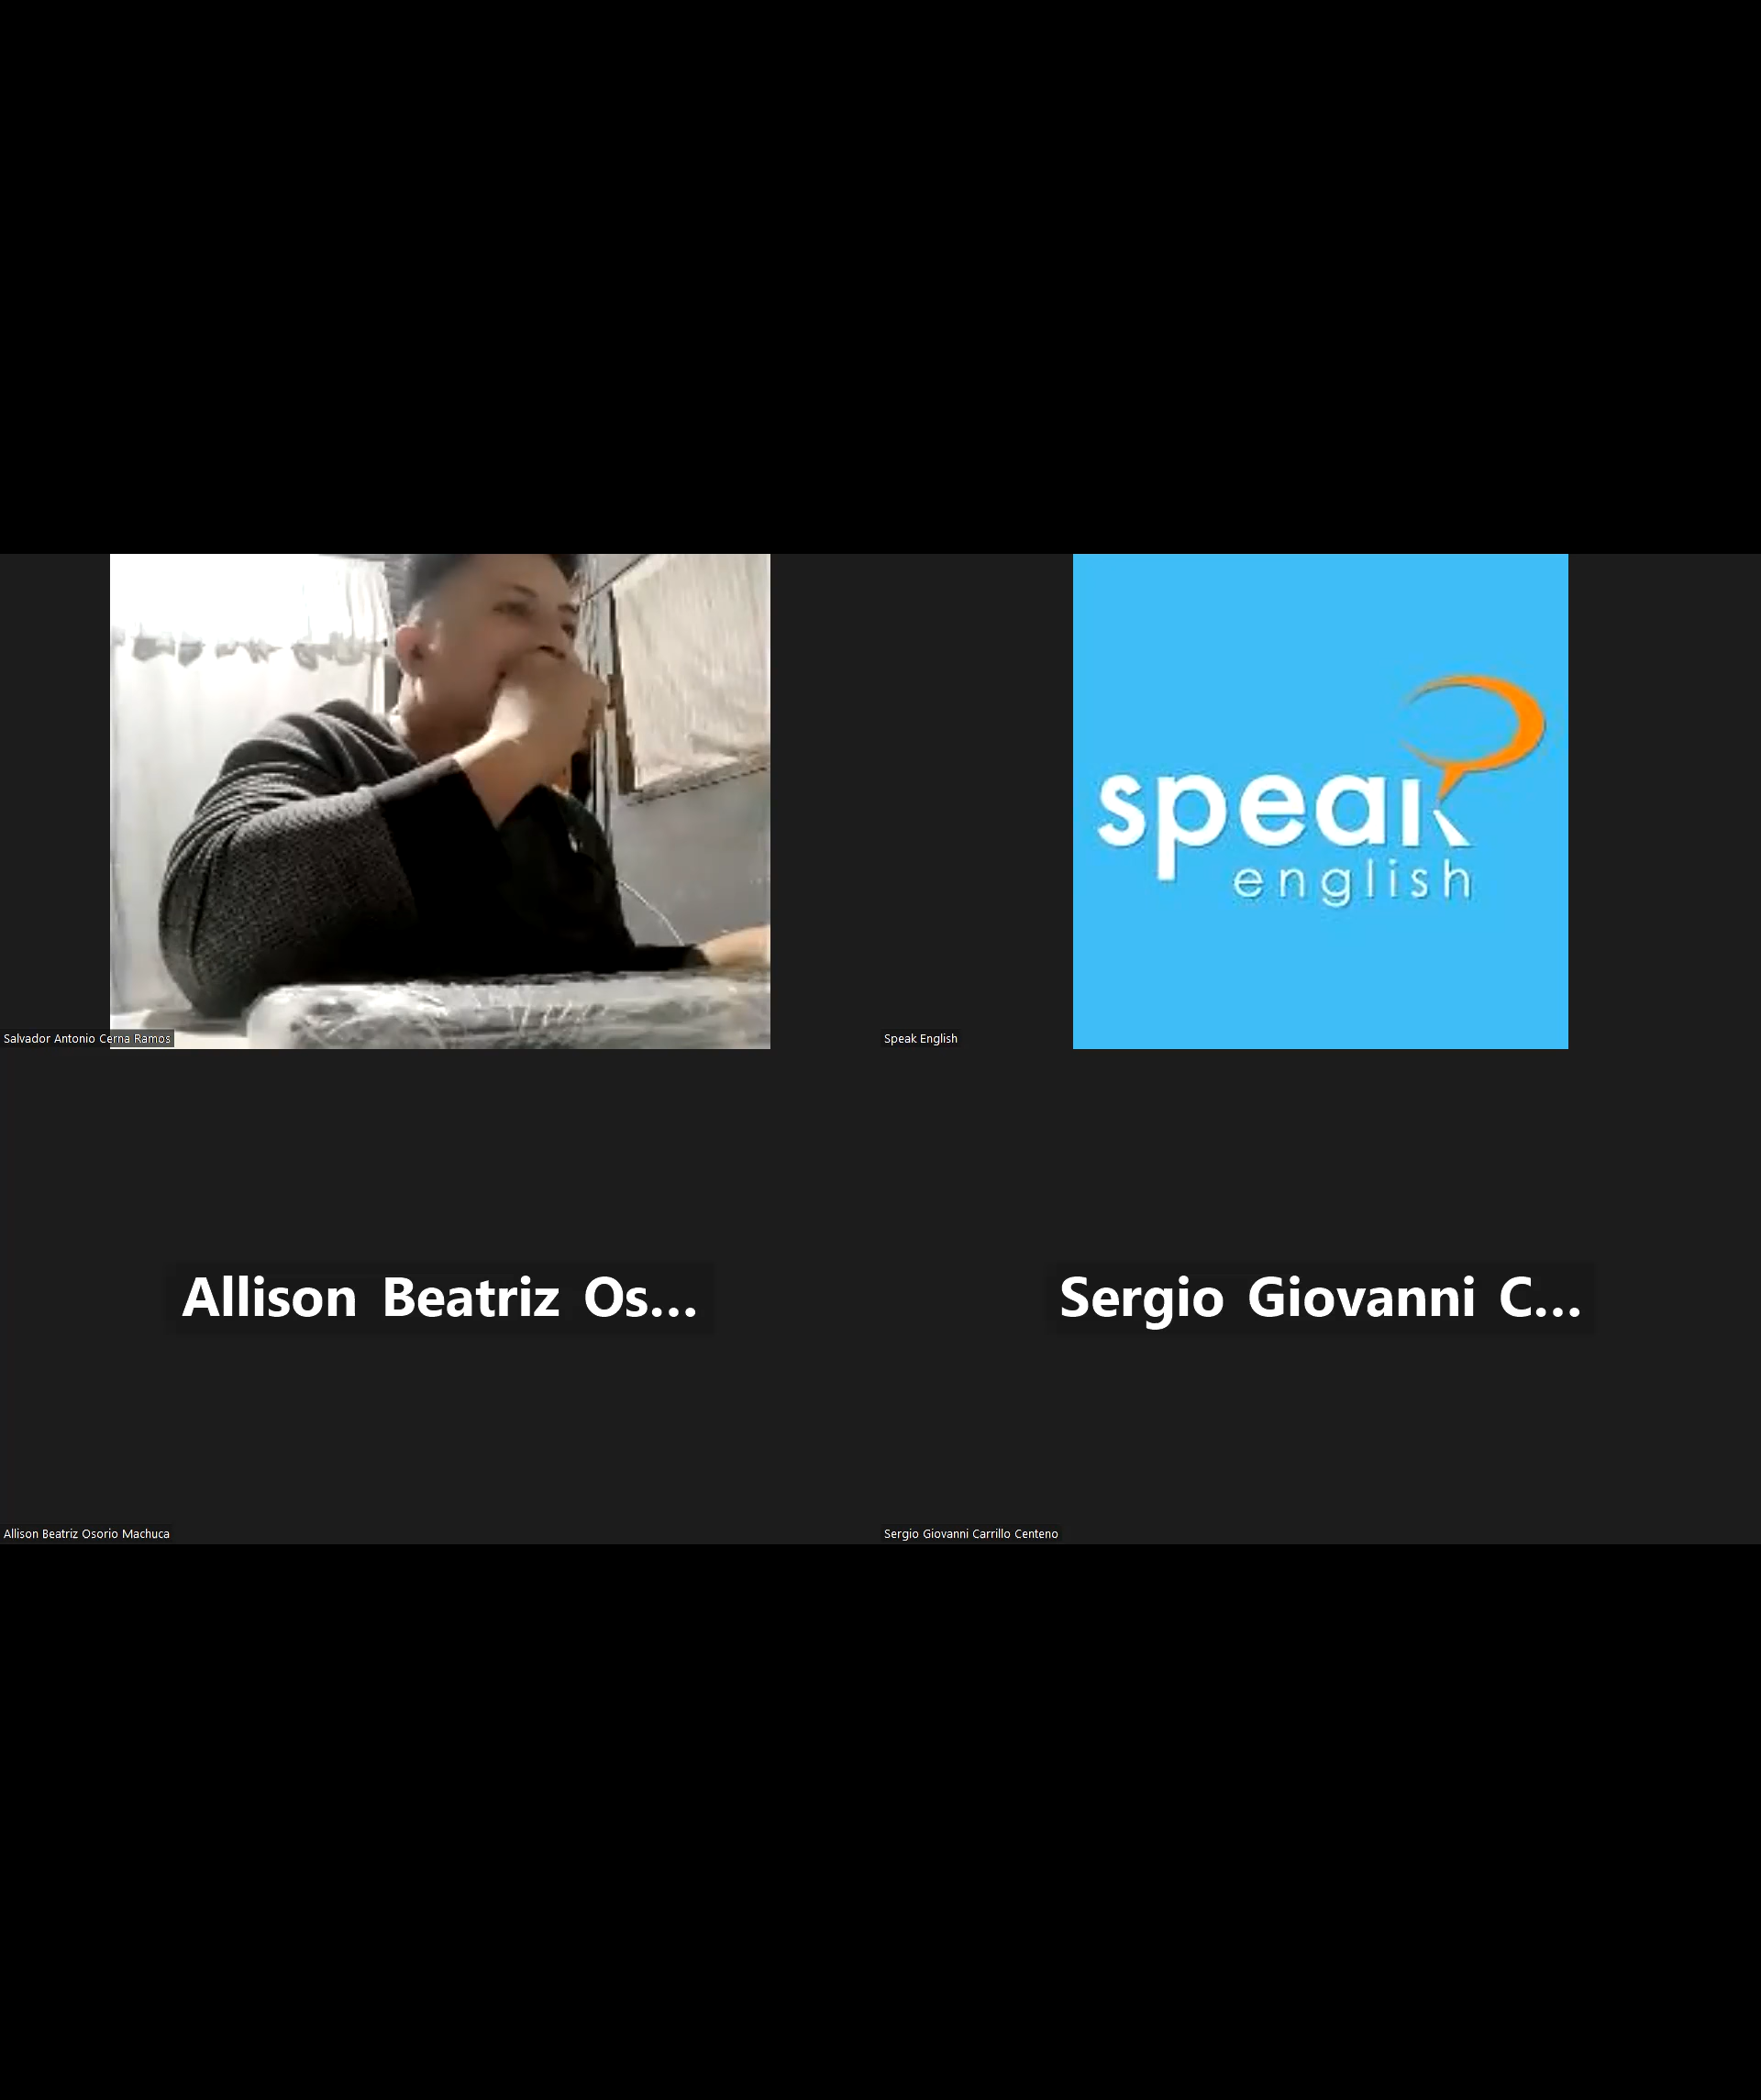 Salvador Antonio Cerna Ramos
speak
english
Speak English
Allison Beatriz Os...
Sergio Giovanni C...
Allison Beatriz Osorio Machuca
Sergio Giovanni Carrillo Centeno